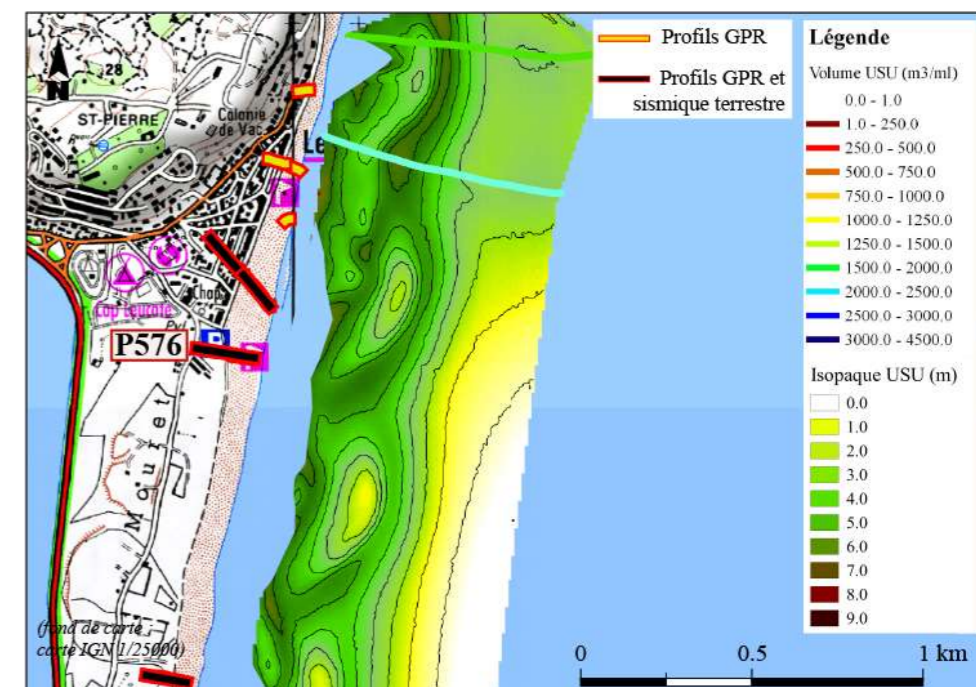 N
28
ST-PIERRE
Colonie
de Vac.
Le
Chap.
Cap Leucate
P576
Mouret
(fond de carte :
carte IGN 1/25000)
Profils GPR
Profils GPR et
sismique terrestre
Légende
Volume USU (m3/ml)
0.0 - 1.0
1.0 - 250.0
250.0 - 500.0
500.0 - 750.0
750.0 - 1000.0
1000.0 - 1250.0
1250.0 - 1500.0
1500.0 - 2000.0
2000.0 - 2500.0
2500.0 - 3000.0
3000.0 - 4500.0
Isopaque USU (m)
0.0
1.0
2.0
3.0
4.0
5.0
6.0
7.0
8.0
9.0
0 0.5 1 km